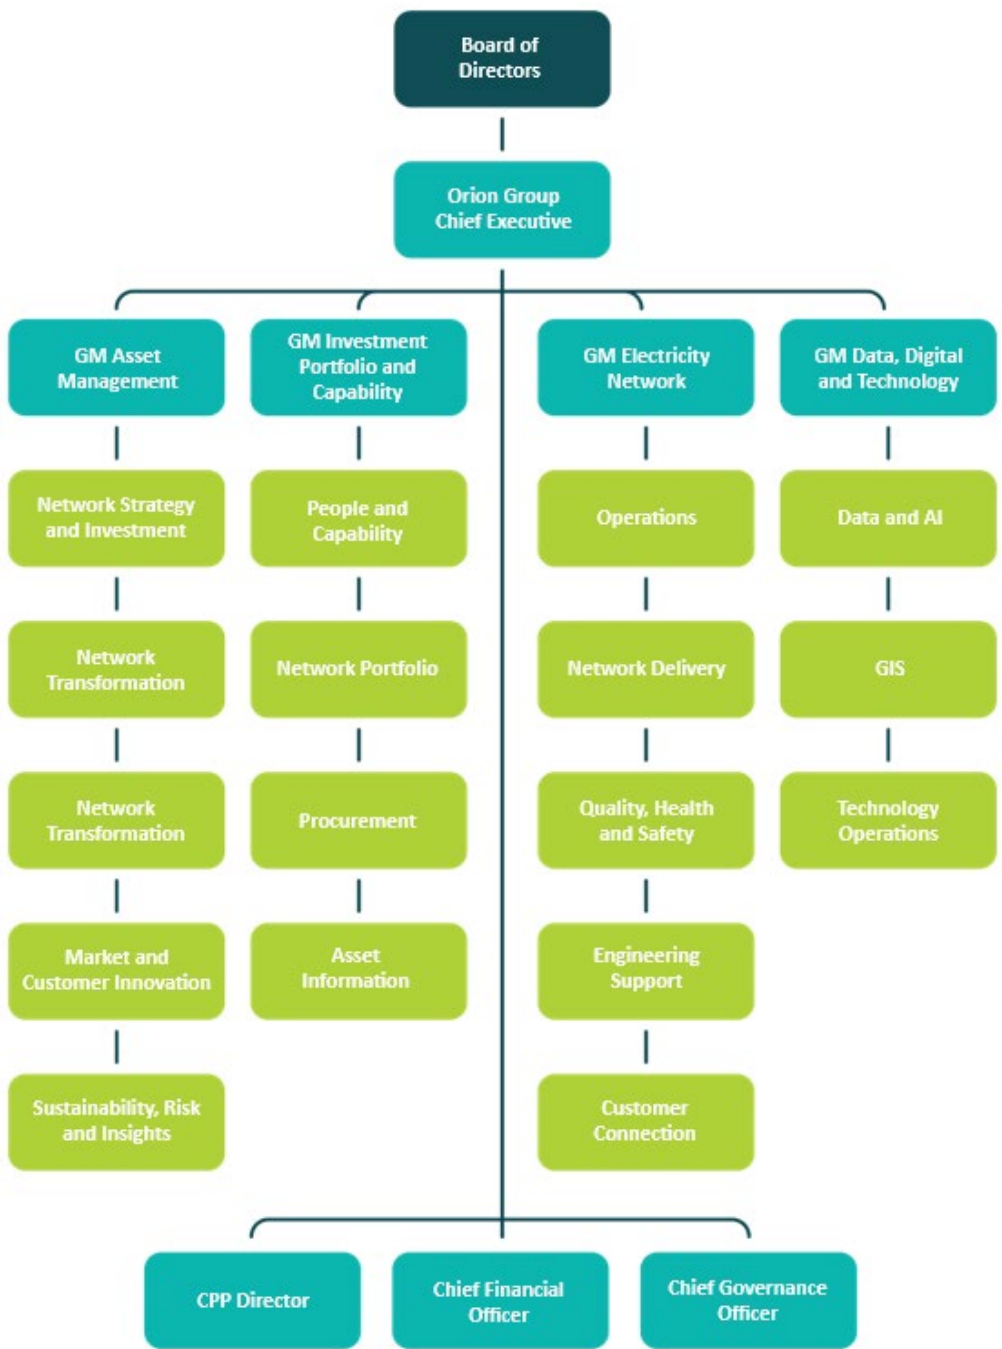 Board of
Directors
Orion Group
Chief Executive
GM Asset
Management
GM Investment
Portfolio and
Capability
GM Electricity
Network
GM Data, Digital
and Technology
Network Strategy
and Investment
People and
Capability
Operations
Data and AI
Network
Transformation
Network Portfolio
Network Delivery
GIS
Network
Transformation
Procurement
Quality, Health
and Safety
Technology
Operations
Market and
Customer Innovation
Asset
Information
Engineering
Support
Sustainability, Risk
and Insights
Customer
Connection
CPP Director
Chief Financial
Officer
Chief Governance
Officer